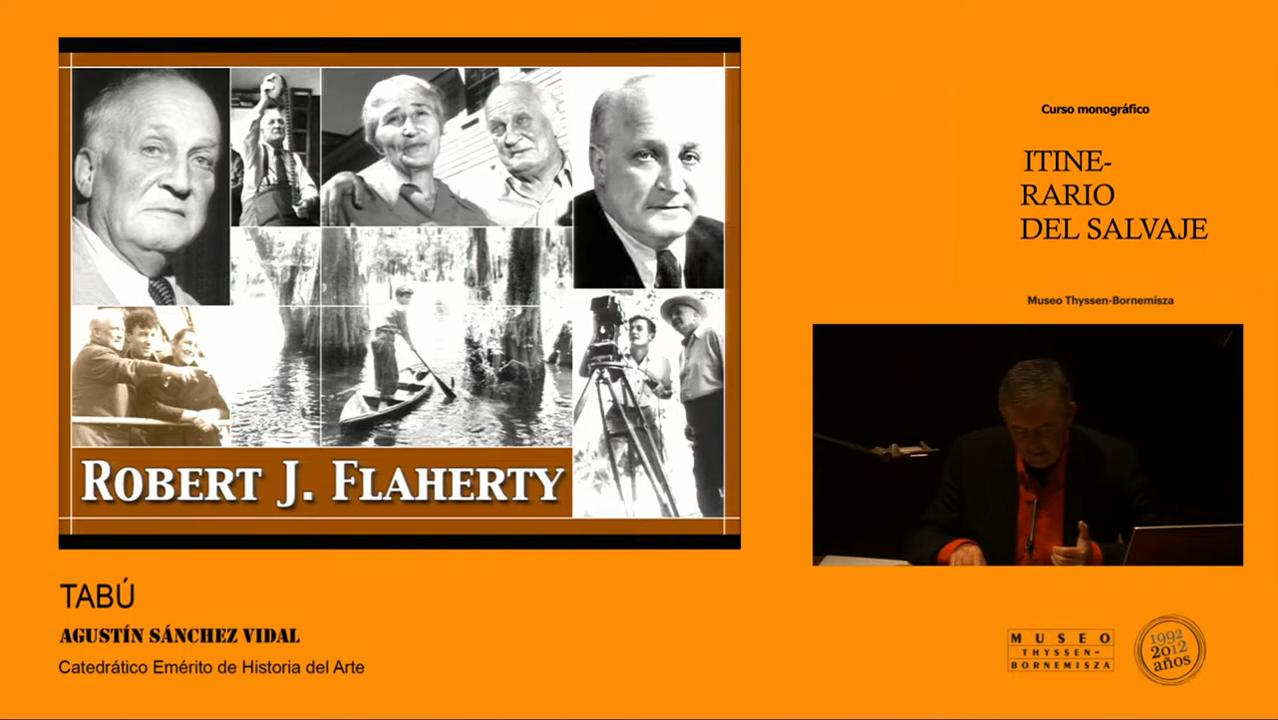 Curso monográfico
ITINE-
RARIO
DEL SALVAJE
Museo Thyssen-Bornemisza
ROBERT J. FLAHERTY
TABÚ
AGUSTÍN SÁNCHEZ VIDAL
Catedrático Emérito de Historia del Arte
MUSEO
THYSSEN-
BORNEMISZA
1992
2012
años